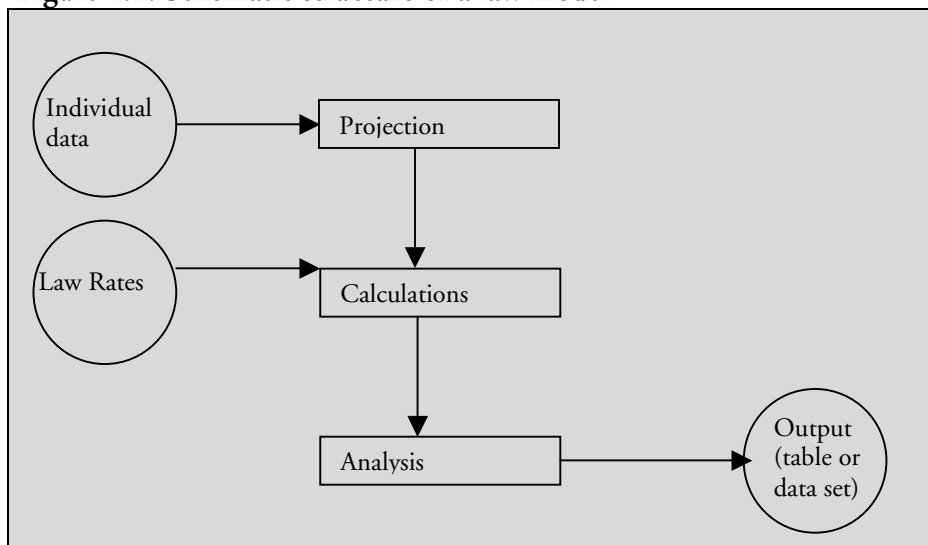 Individual
data
Projection
Law Rates
Calculations
Analysis
Output
(table or
data set)